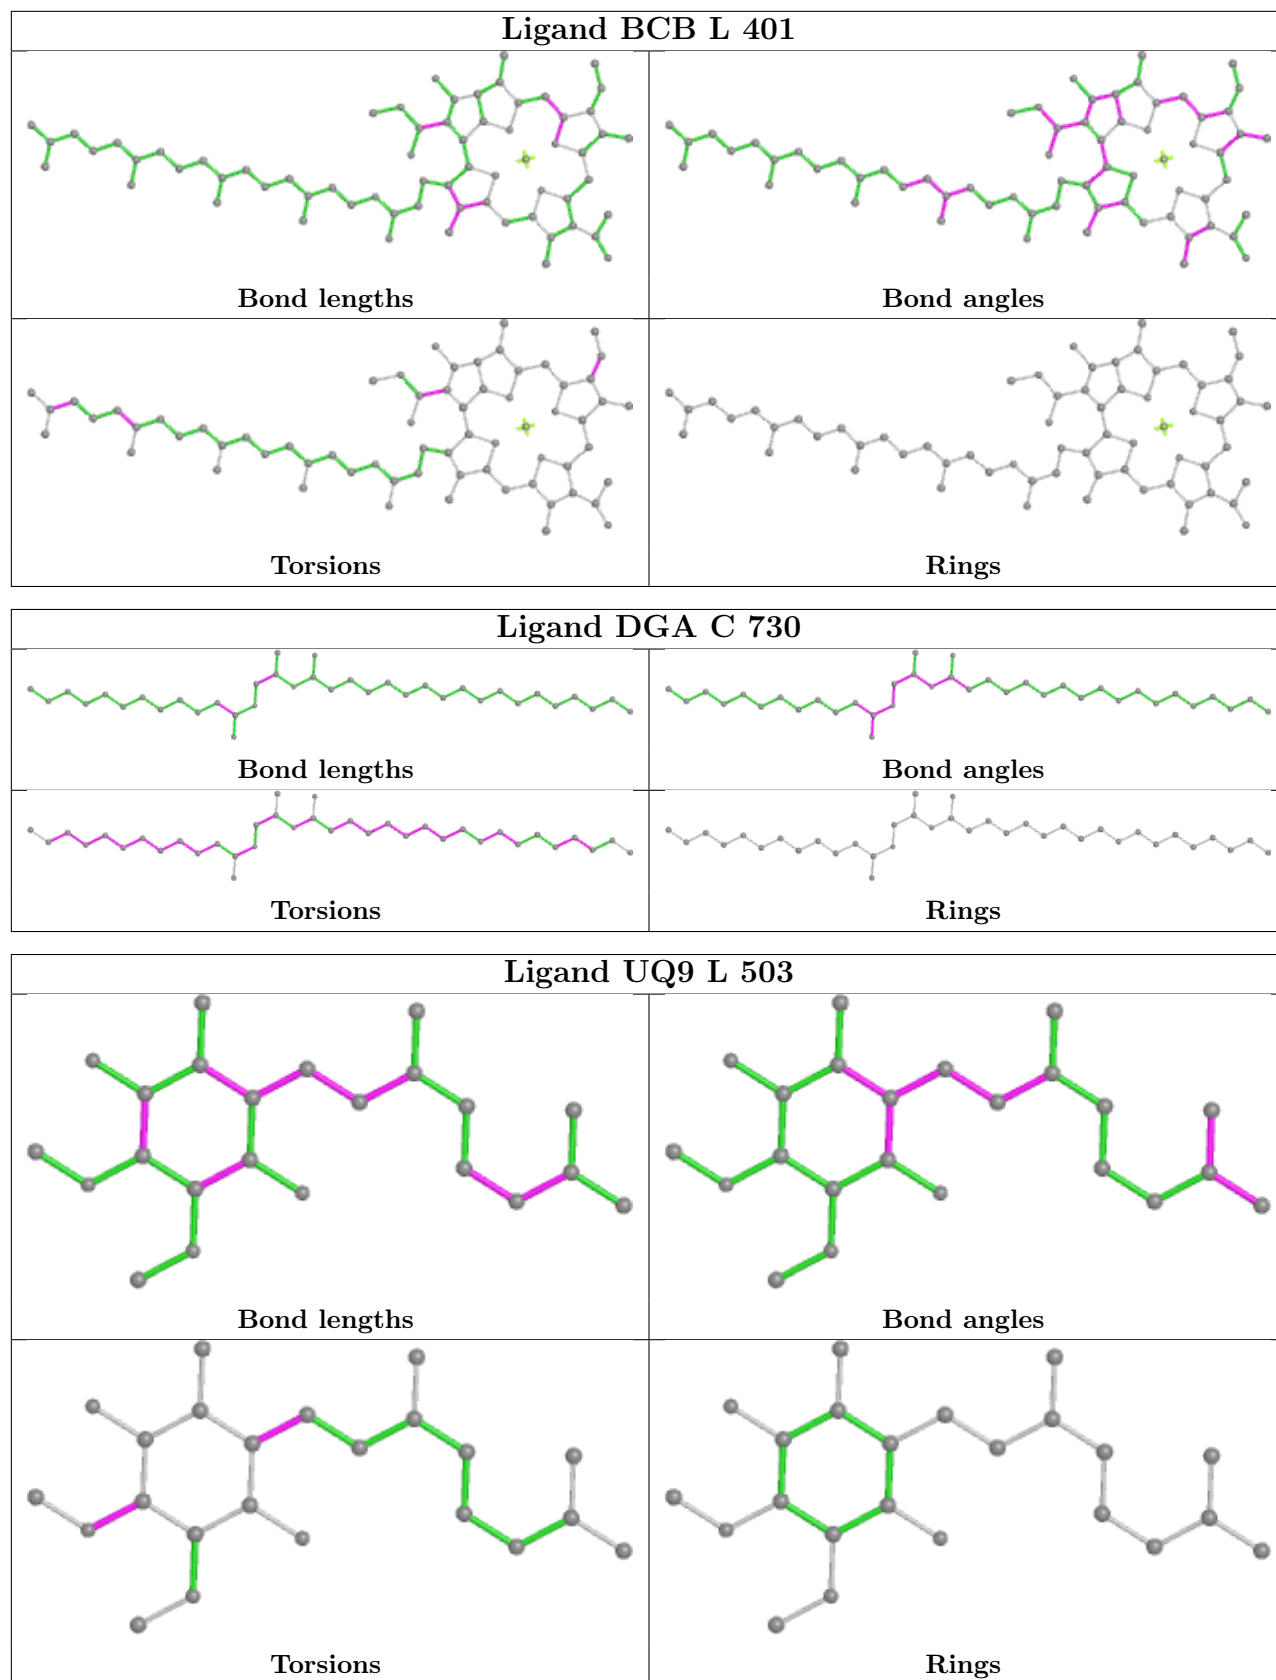 Ligand BCB L 401
Bond lengths
Bond angles
Torsions
Rings
Ligand DGA C 730
Bond lengths
Bond angles
Torsions
Rings
Ligand UQ9 L 503
Bond lengths
Bond angles
Torsions
Rings